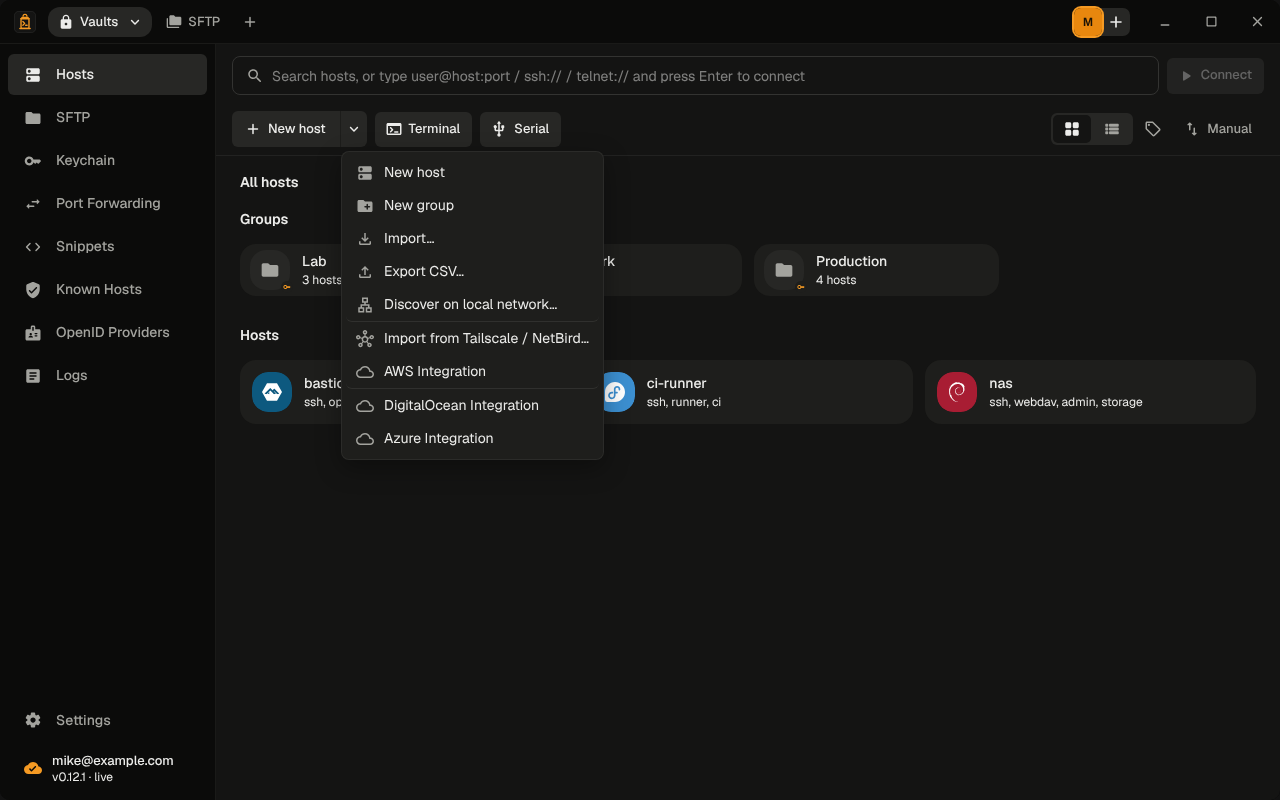 Vaults
SFTP
M
Hosts
SFTP
Keychain
Port Forwarding
Snippets
Known Hosts
OpenID Providers
Logs
Settings
mike@example.com
v0.12.1 · live
Search hosts, or type user@host:port / ssh:// / telnet:// and press Enter to connect
Connect
New host
Terminal
Serial
Manual
New host
New group
Import...
Export CSV...
Discover on local network...
Import from Tailscale / NetBird...
AWS Integration
DigitalOcean Integration
Azure Integration
All hosts
Groups
Lab
3 hosts
rk
Production
4 hosts
Hosts
bastio
ssh, op
ci-runner
ssh, runner, ci
nas
ssh, webdav, admin, storage